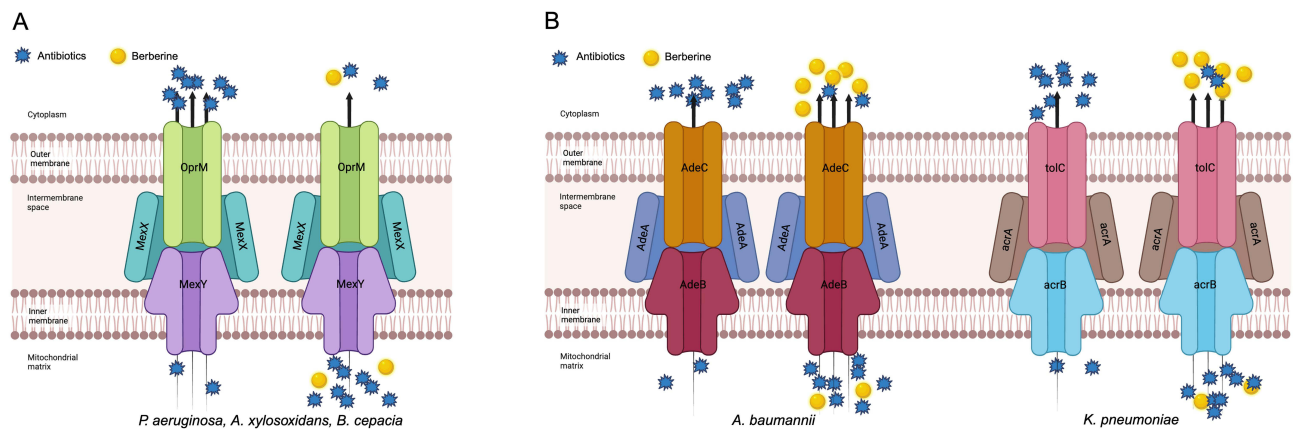 A
Antibiotics
Berberine
Cytoplasm
Outer
membrane
Intermembrane
space
Inner
membrane
Mitochondrial
matrix
OprM
MexX
MexX
MexY
OprM
MexX
MexX
MexY
P. aeruginosa, A. xylosoxidans, B. cepacia
B
Antibiotics
Berberine
Cytoplasm
Outer
membrane
Intermembrane
space
Inner
membrane
Mitochondrial
matrix
AdeC
AdeA
AdeA
AdeB
AdeC
AdeA
AdeA
AdeB
A. baumannii
tolC
acrA
acrA
acrB
tolC
acrA
acrA
acrB
K. pneumoniae